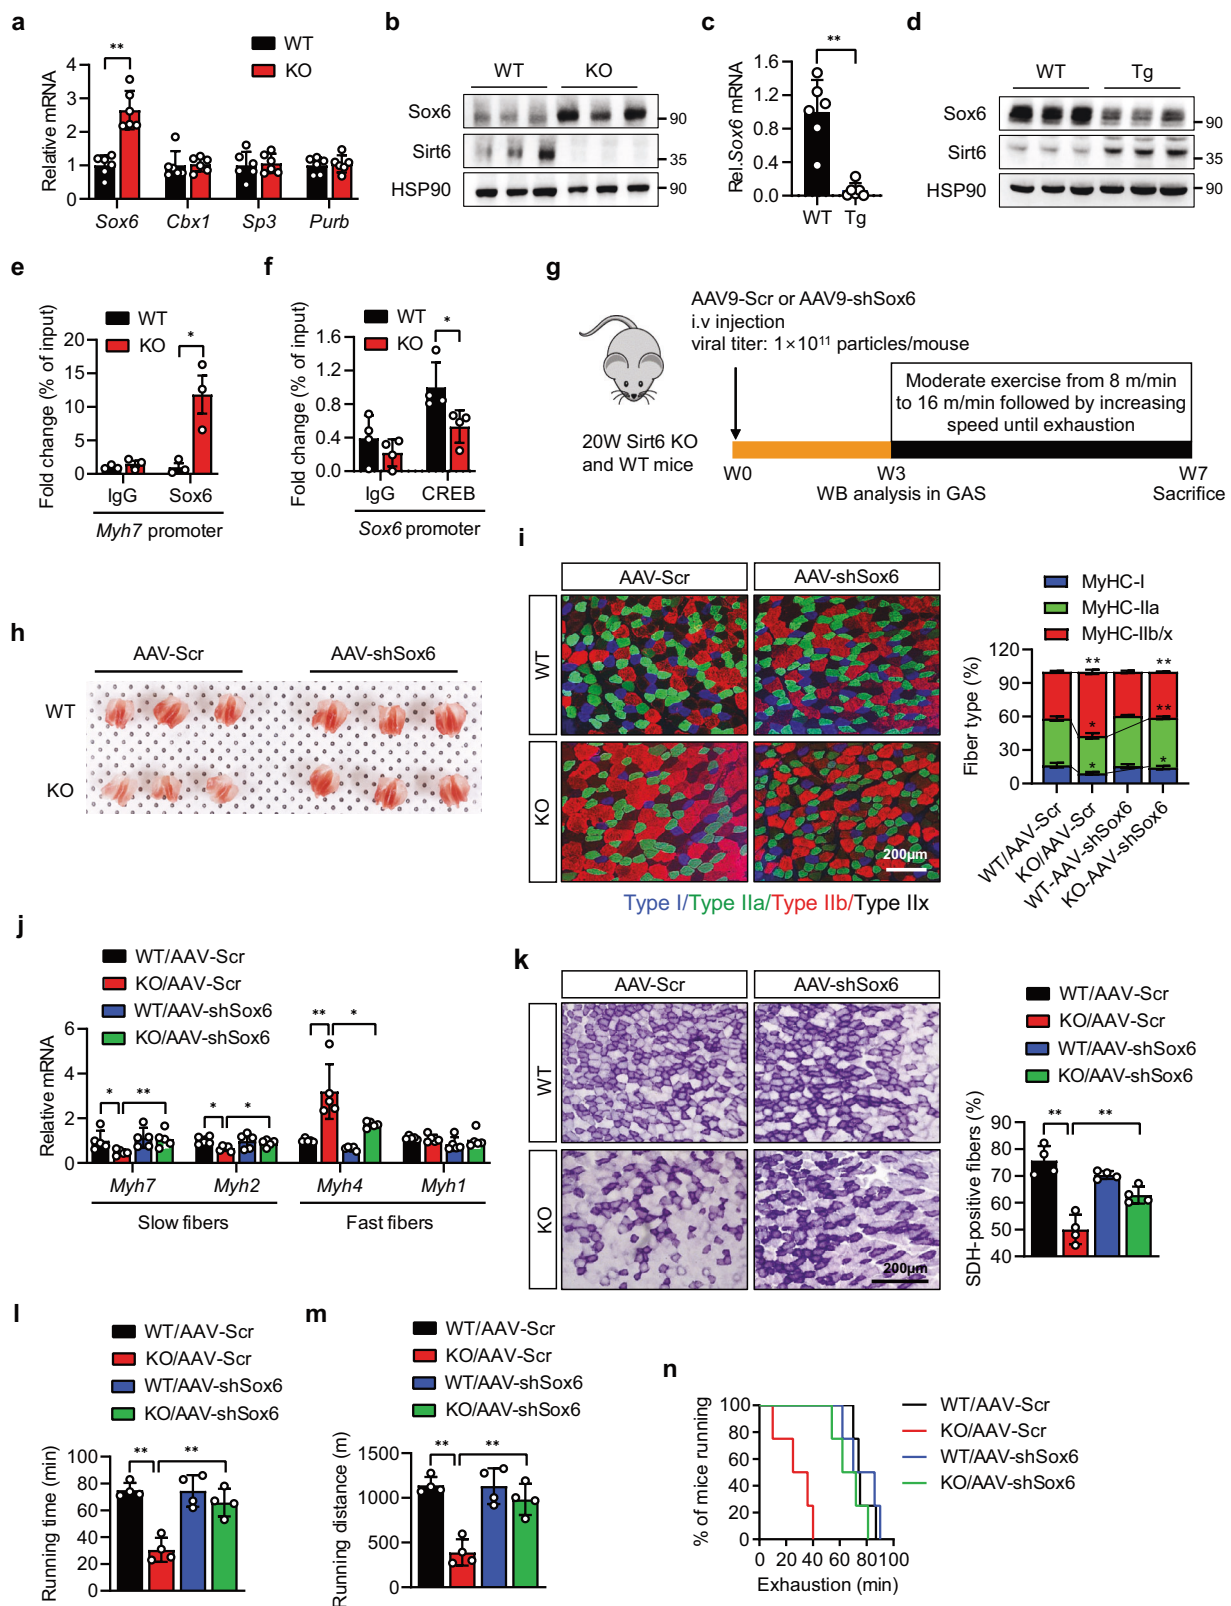 a
WT
KO
Relative mRNA
4
3
2
1
0
**
Sox6 Cbx1 Sp3 Purb
b
WT KO
Sox6
90
Sirt6
35
HSP90
90
c
Rel.Sox6 mRNA
1.6
1.2
0.8
0.4
0.0
**
WT Tg
d
WT Tg
Sox6
90
Sirt6
35
HSP90
90
e
WT
KO
Fold change (% of input)
20
15
10
5
0
*
IgG Sox6
Myh7 promoter
f
WT
KO
Fold change (% of input)
1.6
1.2
0.8
0.4
0.0
*
IgG CREB
Sox6 promoter
g
AAV9-Scr or AAV9-shSox6
i.v injection
viral titer: 1×10¹¹ particles/mouse
Moderate exercise from 8 m/min
to 16 m/min followed by increasing
speed until exhaustion
20W Sirt6 KO
and WT mice
W0 W3 W7
WB analysis in GAS Sacrifice
h
AAV-Scr AAV-shSox6
WT
KO
i
AAV-Scr AAV-shSox6
WT
KO
200µm
Type I/Type IIa/Type IIb/Type IIx
MyHC-I
MyHC-IIa
MyHC-IIb/x
Fiber type (%)
120
90
60
30
0
** **
* **
* *
WT/AAV-Scr
KO/AAV-Scr
WT-AAV-shSox6
KO-AAV-shSox6
j
WT/AAV-Scr
KO/AAV-Scr
WT/AAV-shSox6
KO/AAV-shSox6
Relative mRNA
6
4
2
0
* ** * * ** *
Myh7 Myh2 Myh4 Myh1
Slow fibers Fast fibers
k
AAV-Scr AAV-shSox6
WT
KO
200µm
WT/AAV-Scr
KO/AAV-Scr
WT/AAV-shSox6
KO/AAV-shSox6
SDH-positive fibers (%)
90
80
70
60
50
40
** **
l
WT/AAV-Scr
KO/AAV-Scr
WT/AAV-shSox6
KO/AAV-shSox6
Running time (min)
100
80
60
40
20
0
** **
m
WT/AAV-Scr
KO/AAV-Scr
WT/AAV-shSox6
KO/AAV-shSox6
Running distance (m)
1500
1000
500
0
** **
n
% of mice running
100
80
60
40
20
0
0 20 40 60 80 100
Exhaustion (min)
WT/AAV-Scr
KO/AAV-Scr
WT/AAV-shSox6
KO/AAV-shSox6